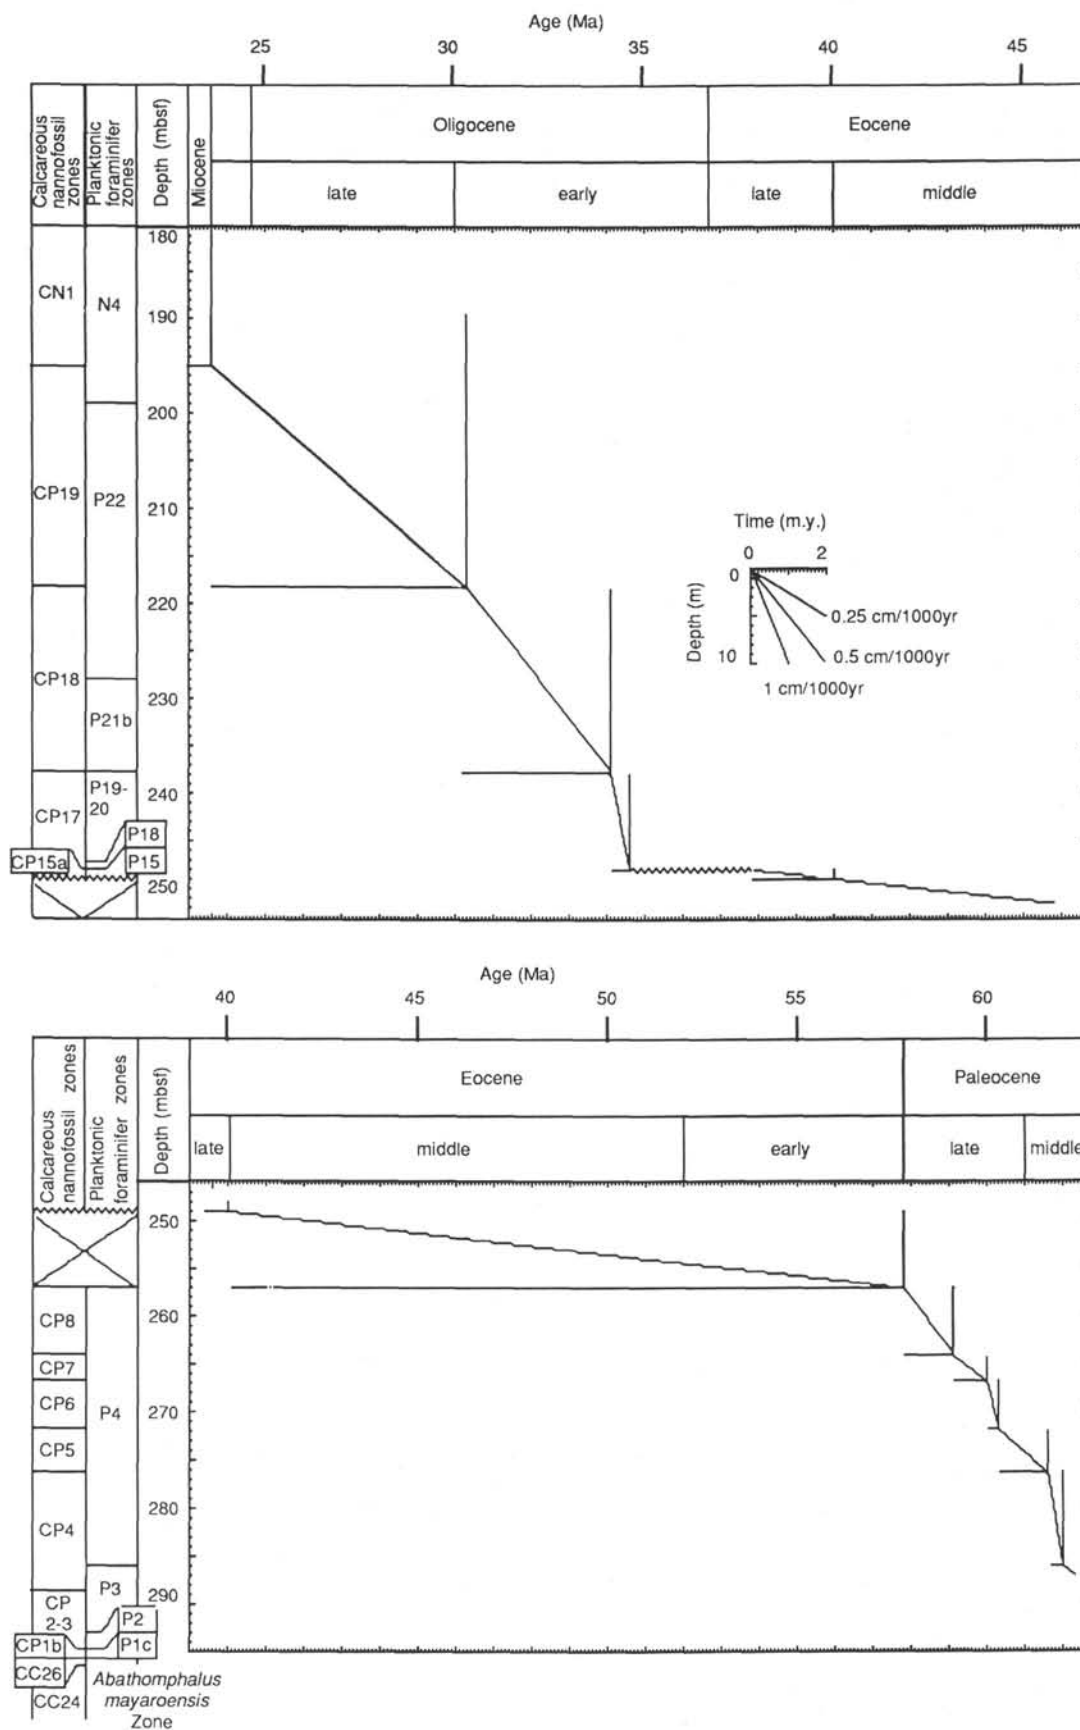 Age (Ma)
25 30 35 40 45
Calcareous
nannofossil
zones
Planktonic
foraminifer
zones
Depth (mbsf)
Miocene
Oligocene
Eocene
late
early
late
middle
180
CN1
N4
190
200
CP19
P22
210
Time (m.y.)
0 2
0
Depth (m)
10
0.25 cm/1000yr
0.5 cm/1000yr
1 cm/1000yr
220
CP18
230
P21b
P19-
20
240
CP17
P18
CP15a
P15
250
Age (Ma)
40 45 50 55 60
Calcareous
nannofossil zones
Planktonic
foraminifer zones
Depth (mbsf)
Eocene
Paleocene
late
middle
early
late
middle
250
260
CP8
CP7
CP6
P4
270
CP5
280
CP4
P3
290
CP
2-3
P2
CP1b
P1c
CC26
CC24
Abathomphalus
mayaroensis
Zone